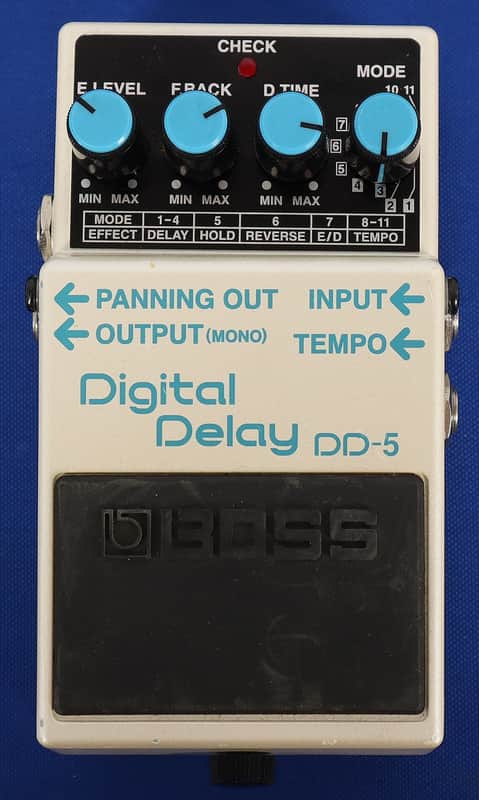 CHECK
MODE
E.LEVEL F.BACK D.TIME
10 11
7
6
5
4 3 2 1
MIN MAX MIN MAX MIN MAX
MODE 1-4 5 6 7 8-11
EFFECT DELAY HOLD REVERSE E/D TEMPO
PANNING OUT INPUT
OUTPUT (MONO) TEMPO
Digital
Delay DD-5
BOSS